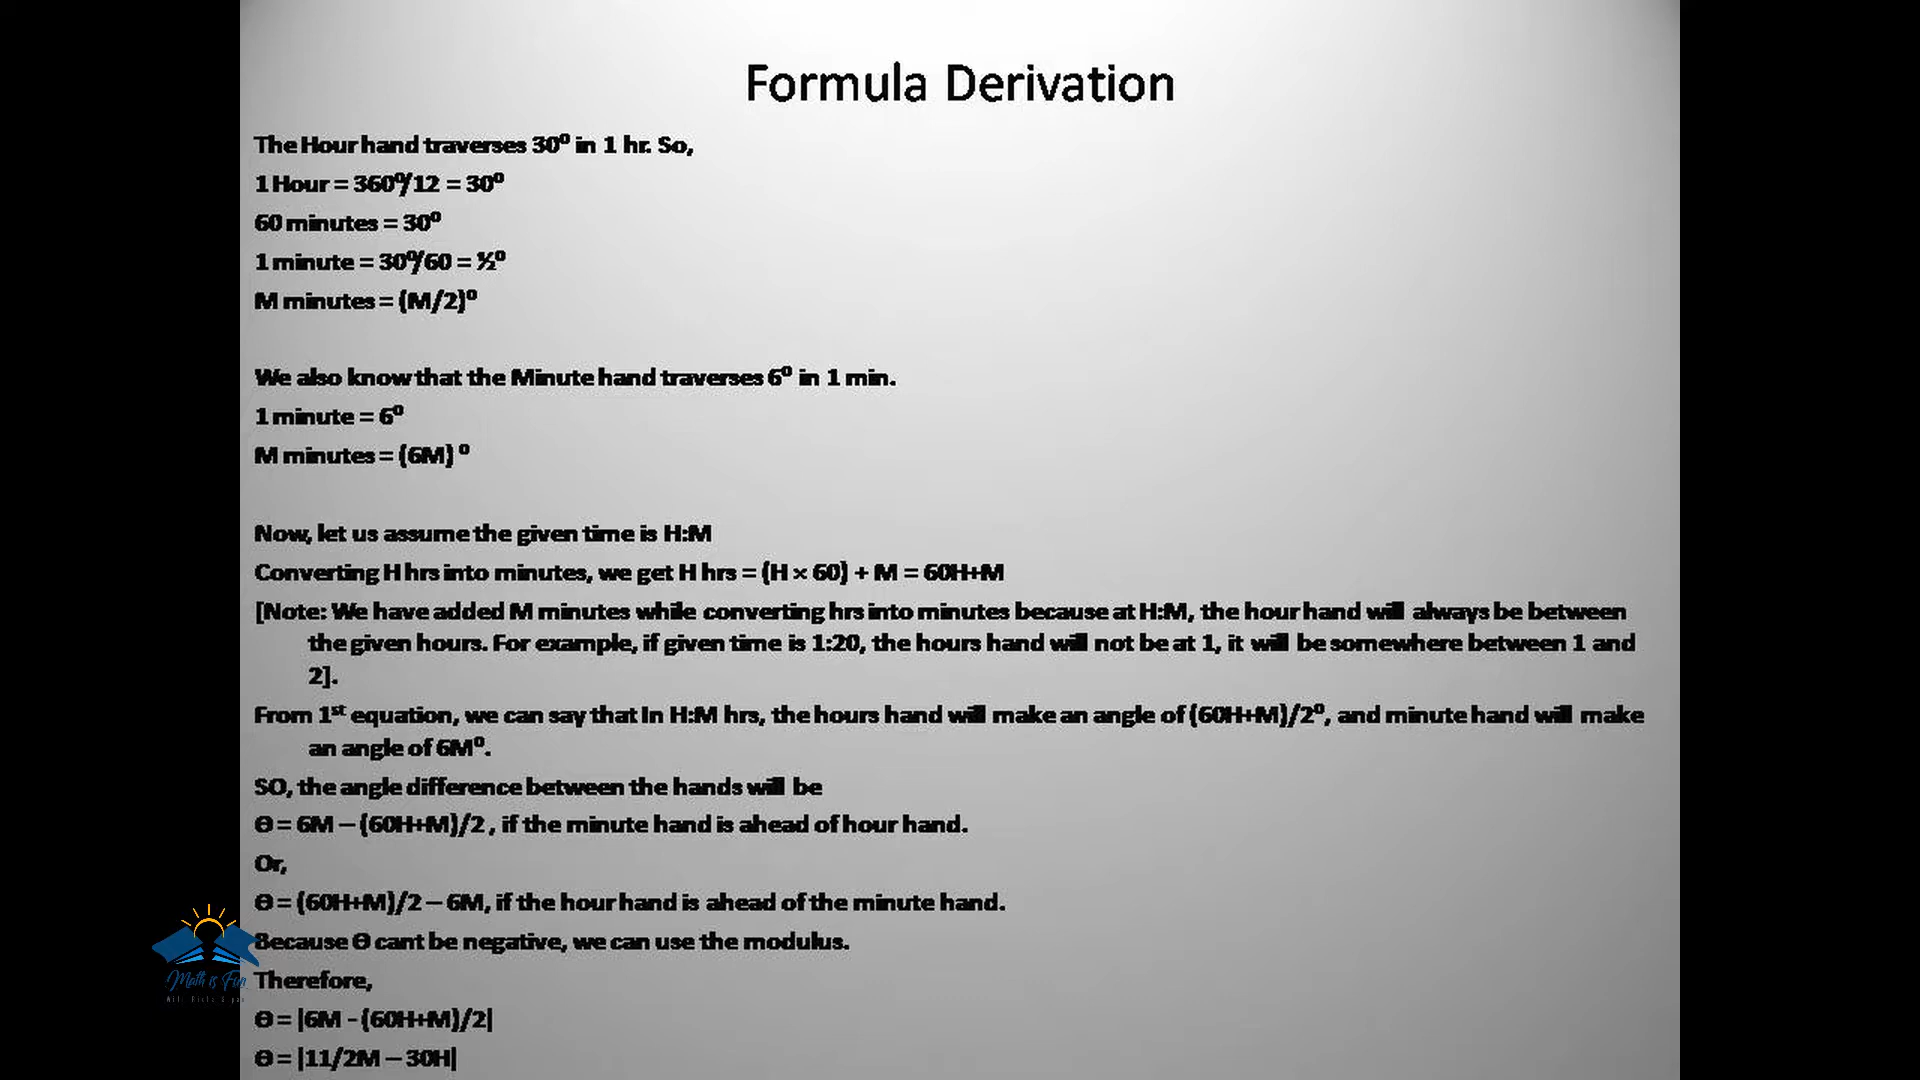 Formula Derivation
The Hour hand traverses 30⁰ in 1 hr. So,
1 Hour = 360⁰/12 = 30⁰
60 minutes = 30⁰
1 minute = 30⁰/60 = ½⁰
M minutes = (M/2)⁰
We also know that the Minute hand traverses 6⁰ in 1 min.
1 minute = 6⁰
M minutes = (6M) ⁰
Now, let us assume the given time is H:M
Converting H hrs into minutes, we get H hrs = (H × 60) + M = 60H+M
[Note: We have added M minutes while converting hrs into minutes because at H:M, the hour hand will always be between
the given hours. For example, if given time is 1:20, the hours hand will not be at 1, it will be somewhere between 1 and
2].
From 1ˢᵗ equation, we can say that In H:M hrs, the hours hand will make an angle of (60H+M)/2⁰, and minute hand will make
an angle of 6M⁰.
SO, the angle difference between the hands will be
Ɵ = 6M – (60H+M)/2 , if the minute hand is ahead of hour hand.
Or,
Ɵ = (60H+M)/2 – 6M, if the hour hand is ahead of the minute hand.
Because Ɵ cant be negative, we can use the modulus.
Therefore,
Ɵ = |6M - (60H+M)/2|
Ɵ = |11/2M – 30H|
Math is Fun